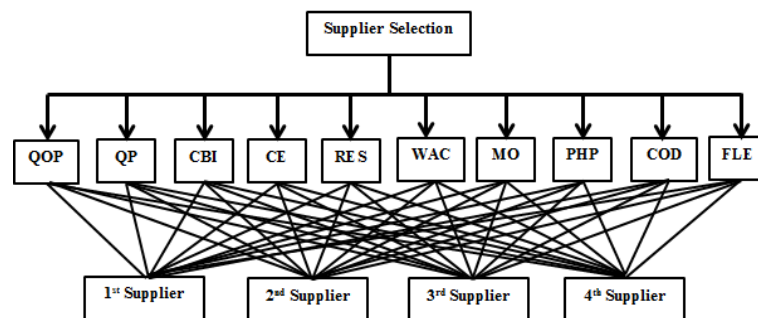 Supplier Selection
QOP QP CBI CE RES WAC MO PHP COD FLE
1st Supplier 2nd Supplier 3rd Supplier 4th Supplier